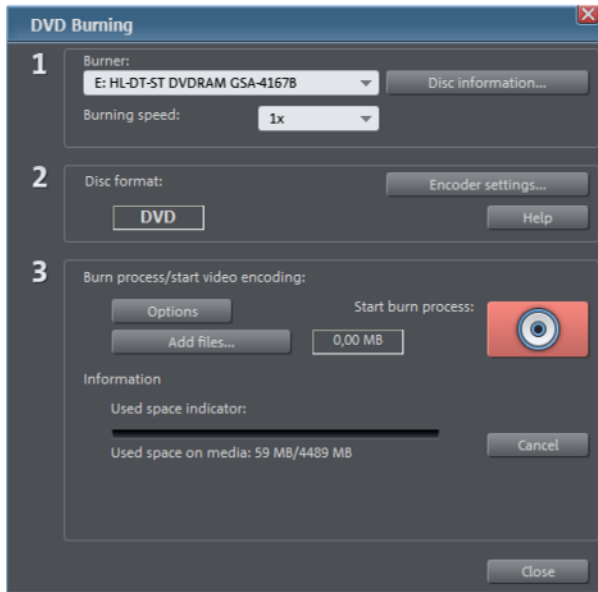 DVD Burning
1
Burner:
E: HL-DT-ST DVDRAM GSA-4167B
Disc information...
Burning speed:
1x
2
Disc format:
Encoder settings...
DVD
Help
3
Burn process/start video encoding:
Options
Start burn process:
Add files...
0,00 MB
Information
Used space indicator:
Used space on media: 59 MB/4489 MB
Cancel
Close